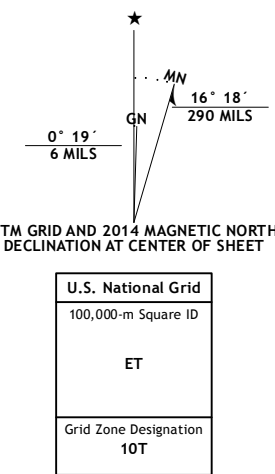 MN
GN
16° 18´
290 MILS
0° 19´
6 MILS
TM GRID AND 2014 MAGNETIC NORTH
DECLINATION AT CENTER OF SHEET
U.S. National Grid
100,000-m Square ID
ET
Grid Zone Designation
10T